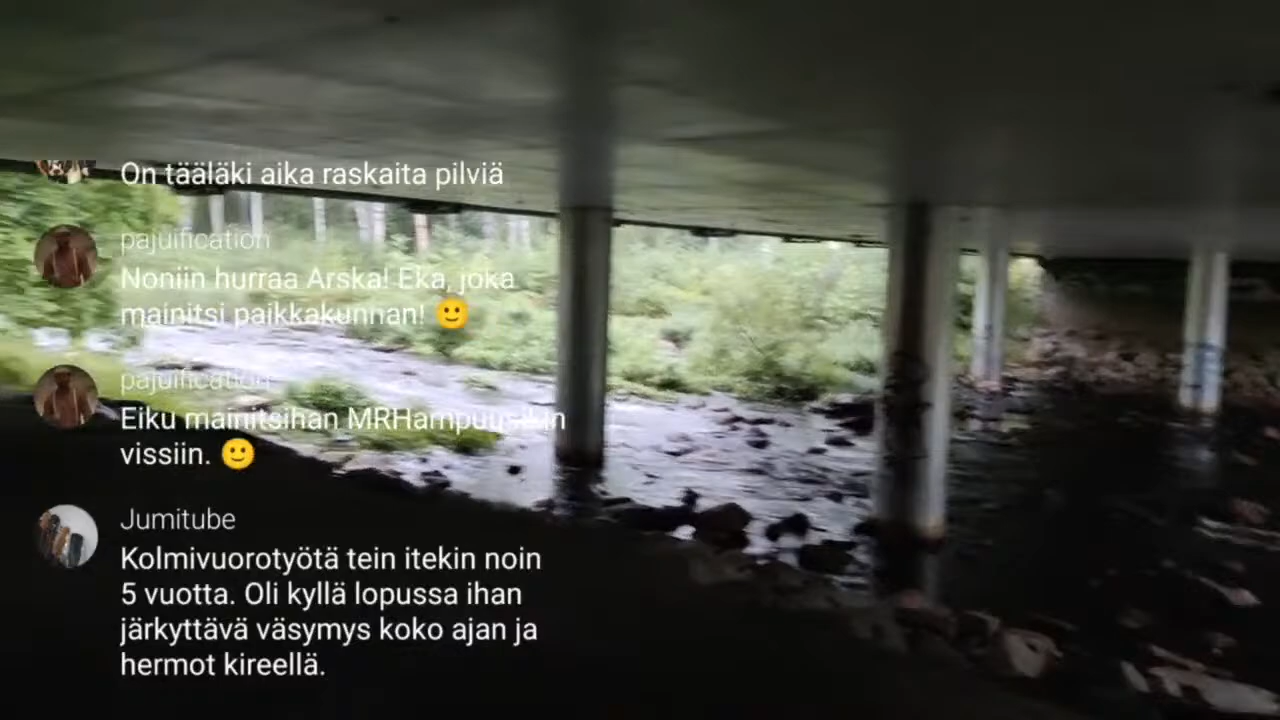 On tääläki aika raskaita pilviä
pajuification
Noniin hurraa Arska! Eka, joka
mainitsi paikkakunnan! 🙂
pajuification
Eiku mainitsihan
vissiin. 🙂
Jumitube
Kolmivuorotyötä tein itekin noin
5 vuotta. Oli kyllä lopussa ihan
järkyttävä väsymys koko ajan ja
hermot kireellä.